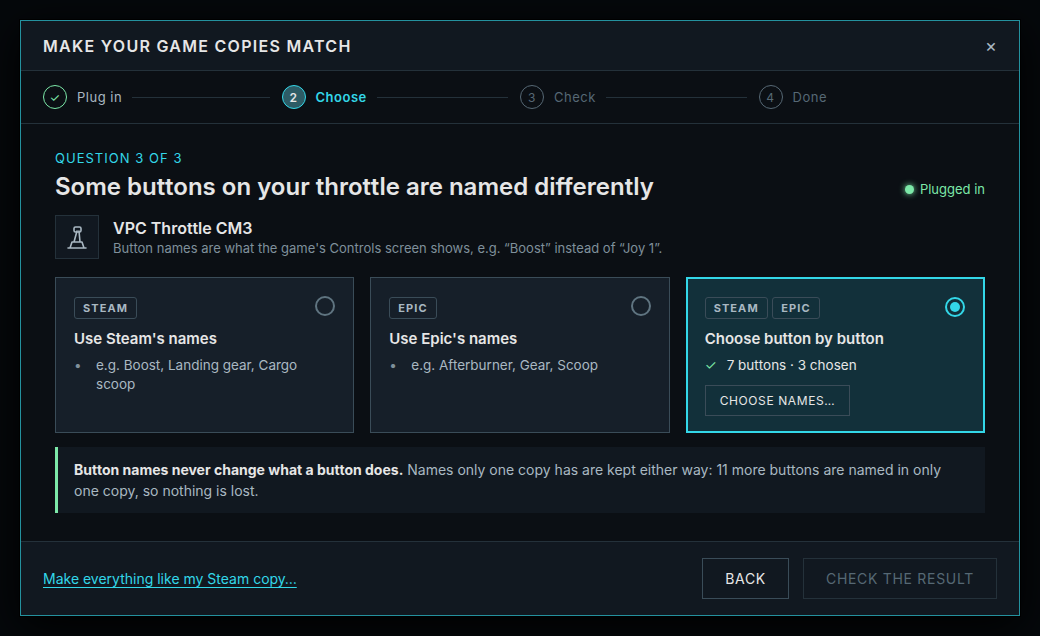 MAKE YOUR GAME COPIES MATCH
×
Plug in
2 Choose
3 Check
4 Done
QUESTION 3 OF 3
Some buttons on your throttle are named differently
Plugged in
VPC Throttle CM3
Button names are what the game's Controls screen shows, e.g. “Boost” instead of “Joy 1”.
STEAM
Use Steam's names
• e.g. Boost, Landing gear, Cargo
scoop
EPIC
Use Epic's names
• e.g. Afterburner, Gear, Scoop
STEAM EPIC
Choose button by button
✓ 7 buttons · 3 chosen
CHOOSE NAMES…
Button names never change what a button does. Names only one copy has are kept either way: 11 more buttons are named in only
one copy, so nothing is lost.
Make everything like my Steam copy…
BACK
CHECK THE RESULT